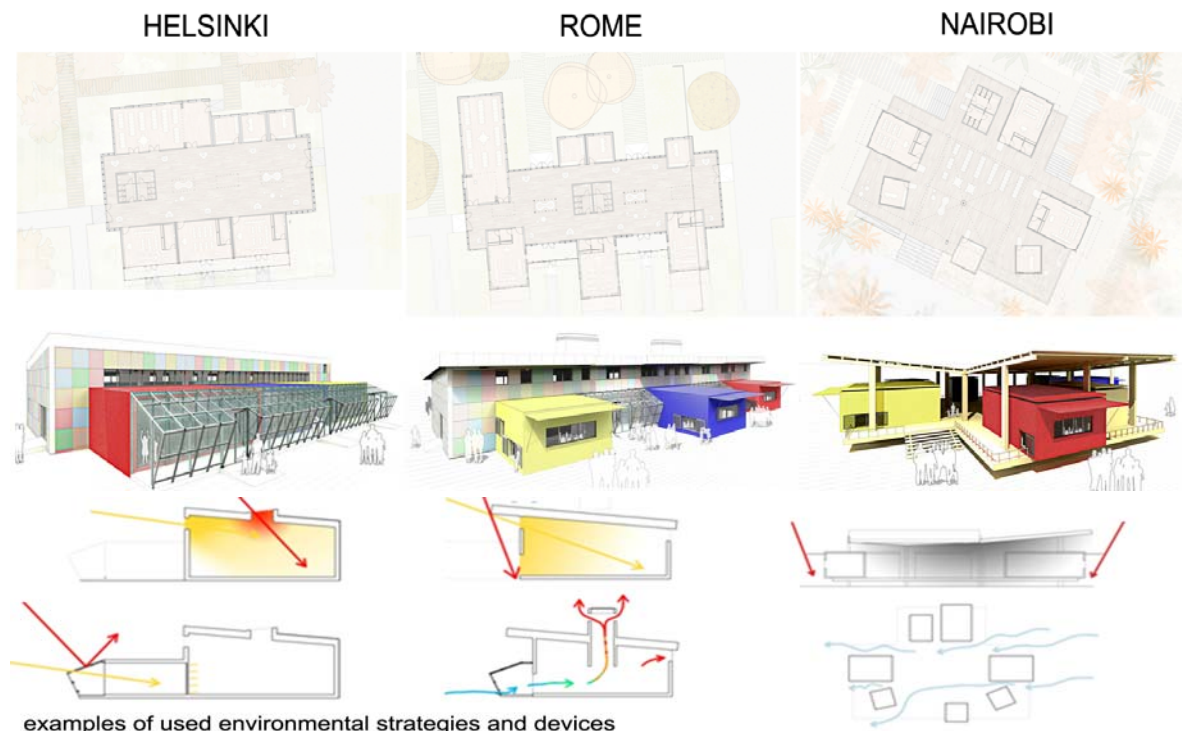 HELSINKI
ROME
NAIROBI
examples of used environmental strategies and devices